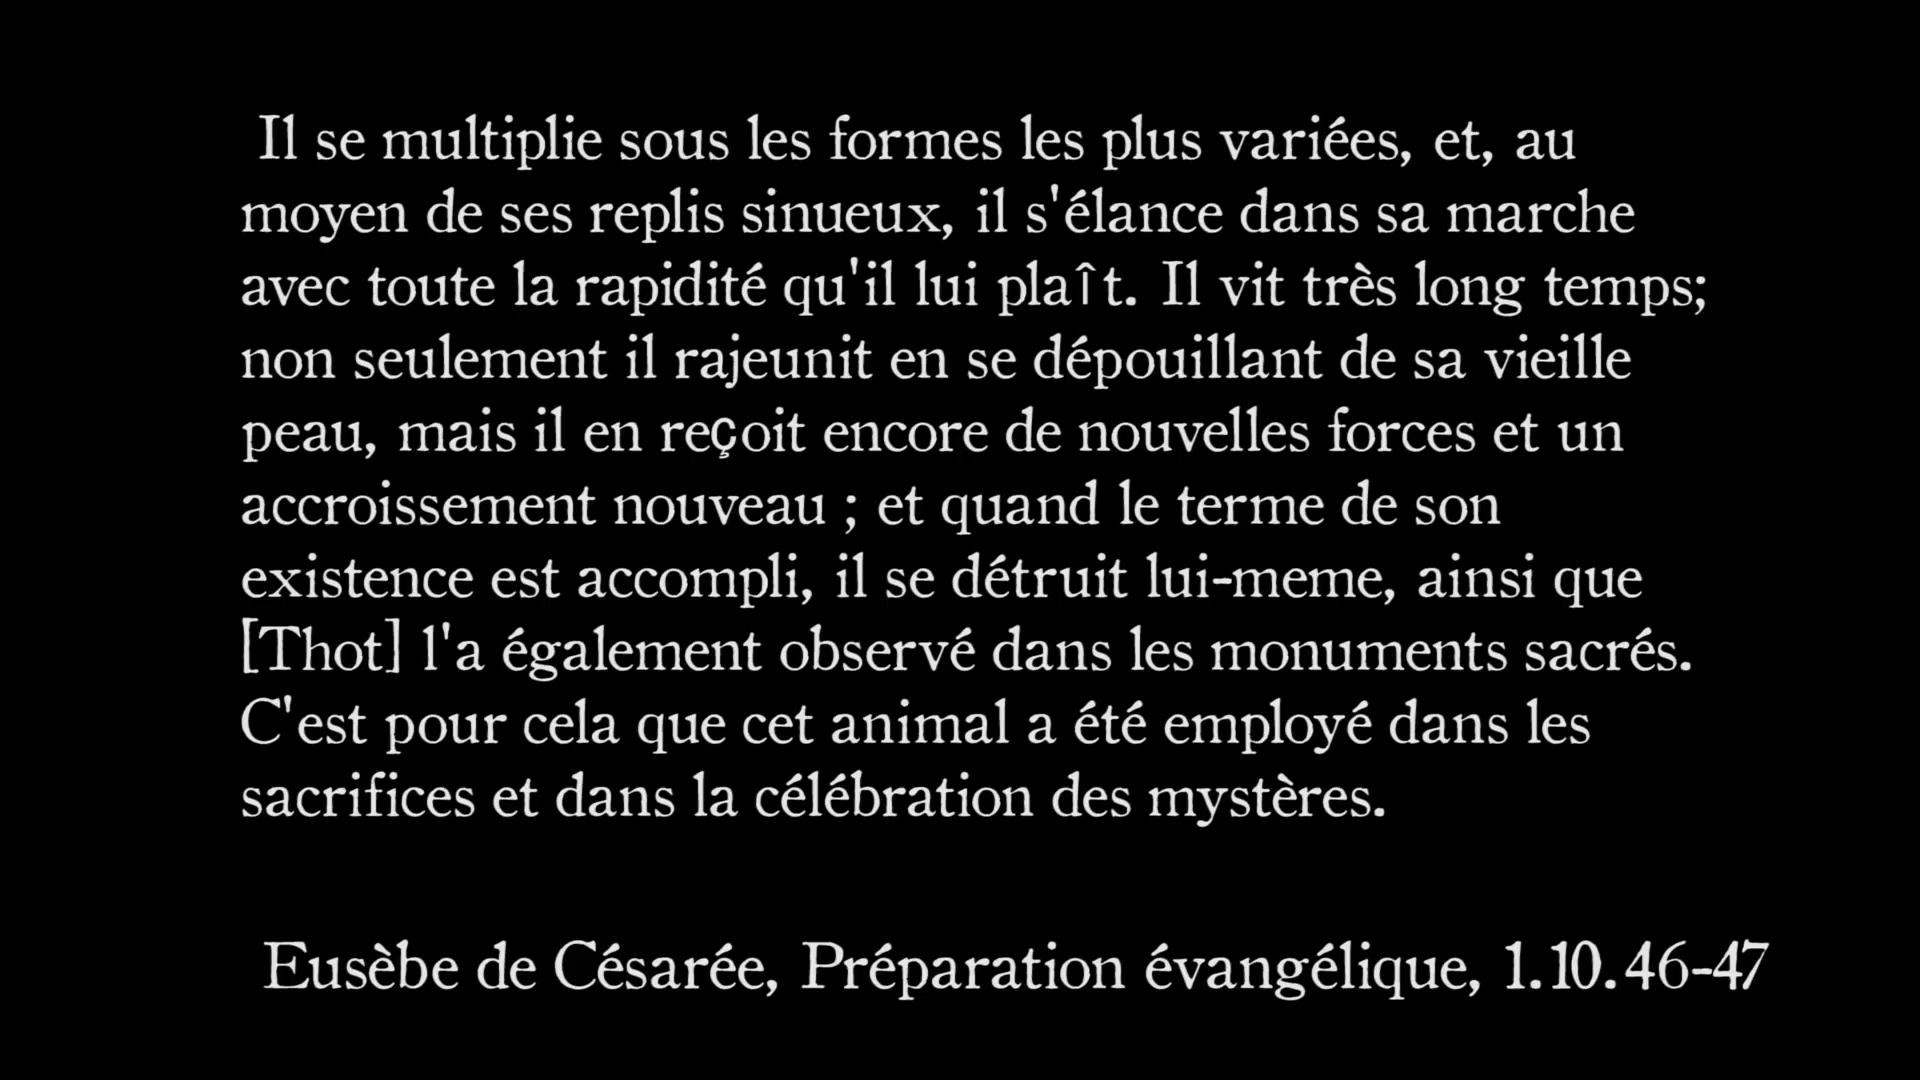 Il se multiplie sous les formes les plus variées, et, au
moyen de ses replis sinueux, il s'élance dans sa marche
avec toute la rapidité qu'il lui plaît. Il vit très long temps;
non seulement il rajeunit en se dépouillant de sa vieille
peau, mais il en reçoit encore de nouvelles forces et un
accroissement nouveau ; et quand le terme de son
existence est accompli, il se détruit lui-meme, ainsi que
[Thot] l'a également observé dans les monuments sacrés.
C'est pour cela que cet animal a été employé dans les
sacrifices et dans la célébration des mystères.
Eusèbe de Césarée, Préparation évangélique, 1.10.46-47